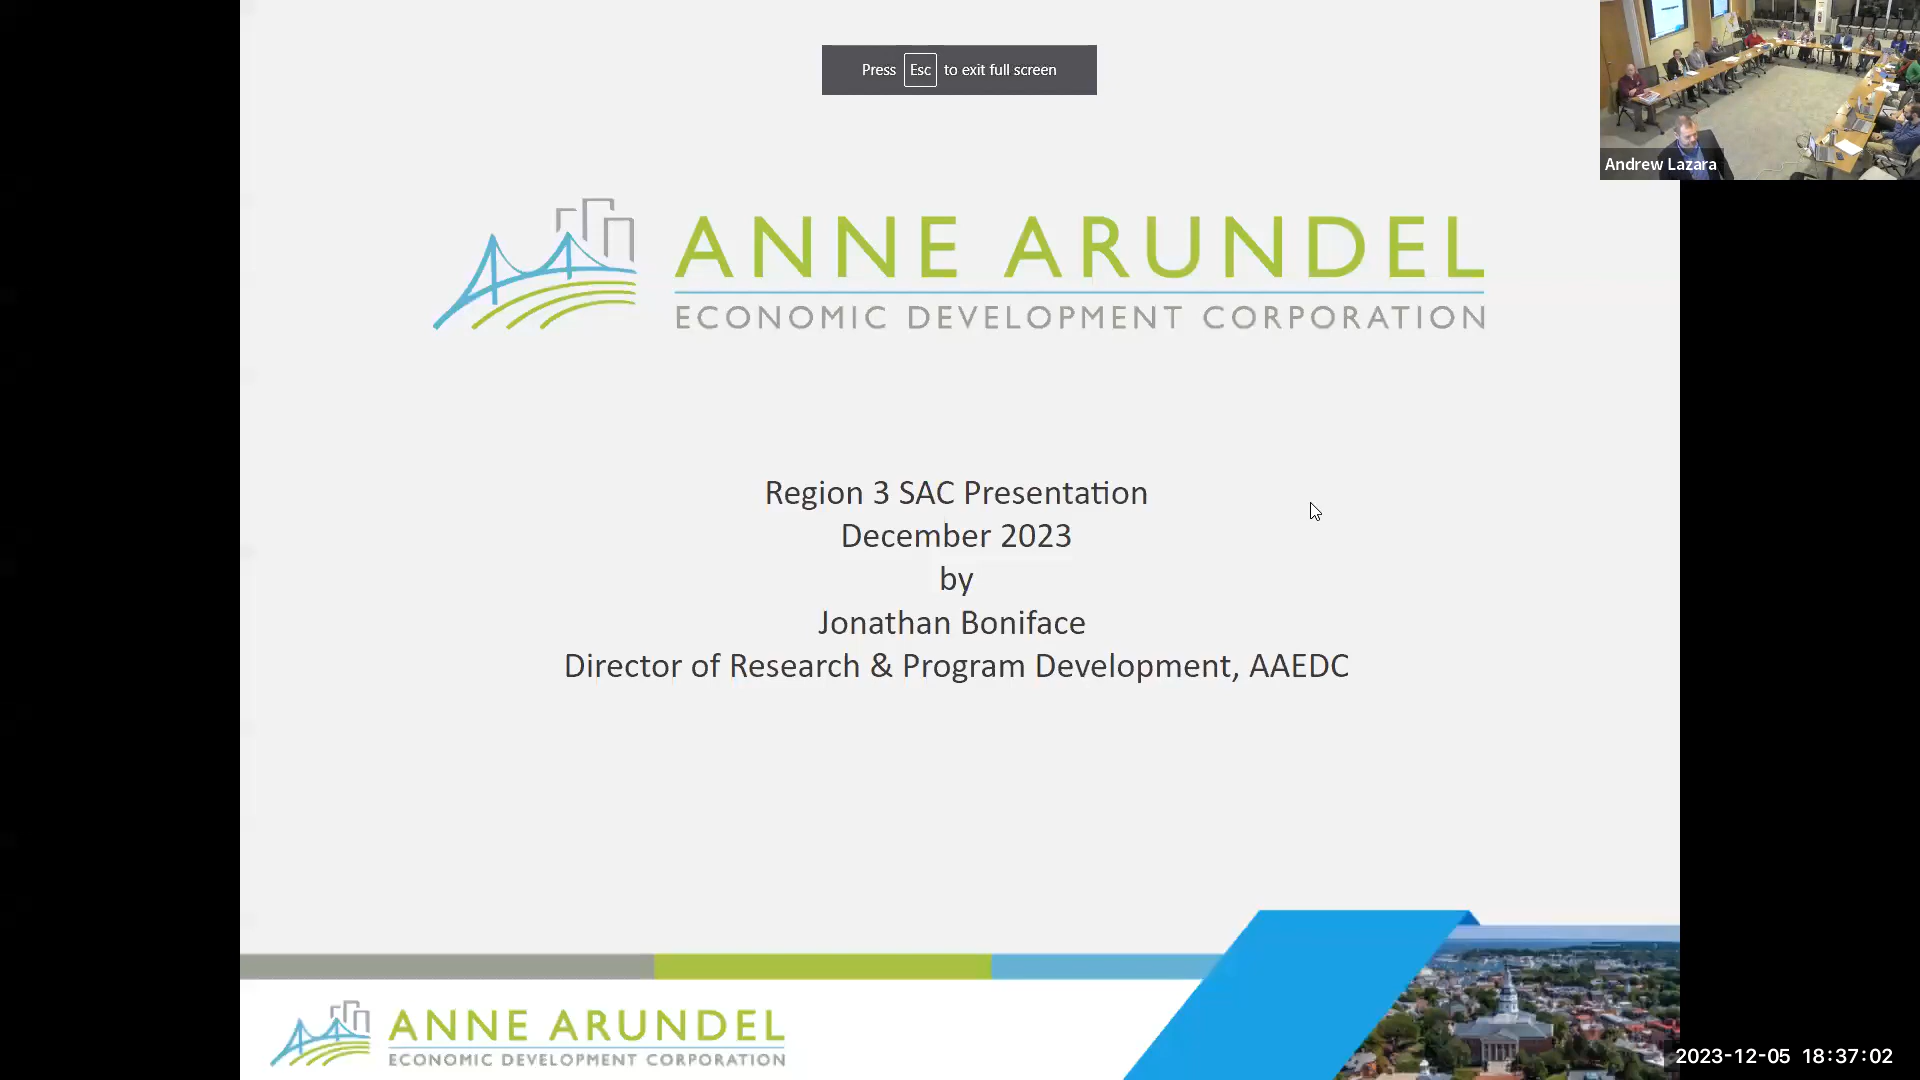 Press Esc to exit full screen
Andrew Lazara
ANNE ARUNDEL
ECONOMIC DEVELOPMENT CORPORATION
Region 3 SAC Presentation
December 2023
by
Jonathan Boniface
Director of Research & Program Development, AAEDC
ANNE ARUNDEL
ECONOMIC DEVELOPMENT CORPORATION
2023-12-05 18:37:02